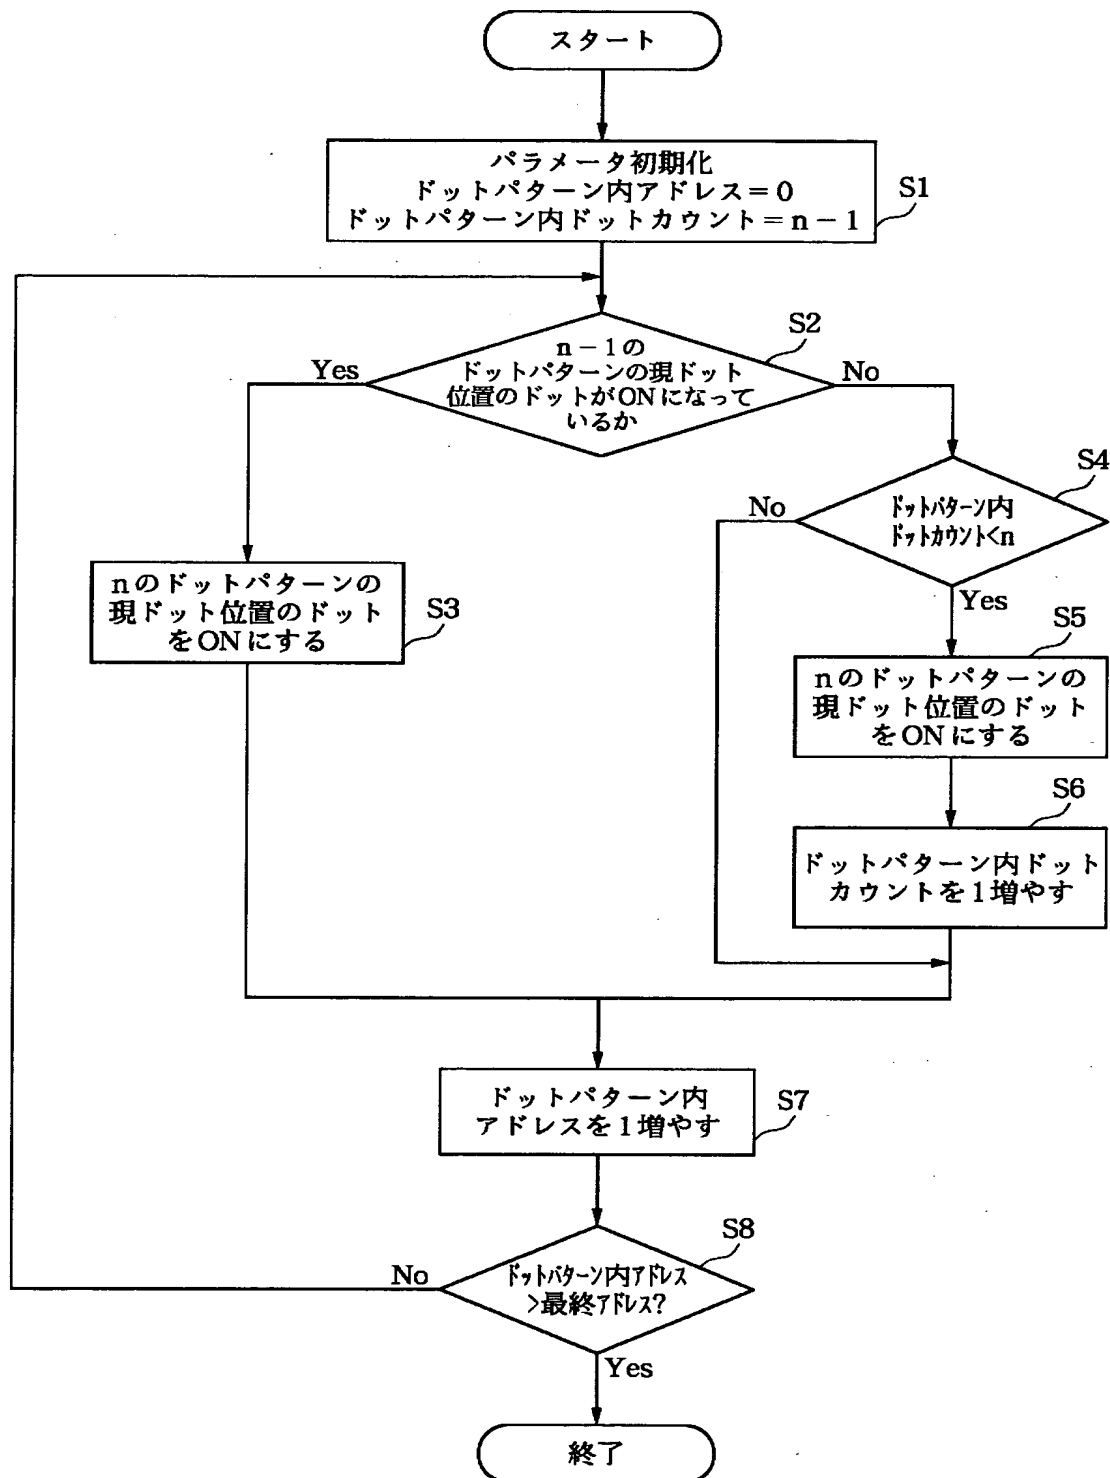 スタート
パラメータ初期化
ドットパターン内アドレス＝0
ドットパターン内ドットカウント＝n－1
S1
S2
n－1の
ドットパターンの現ドット
位置のドットがONになって
いるか
Yes
No
S4
ドットパターン内
ドットカウント<n
No
Yes
nのドットパターンの
現ドット位置のドット
をONにする
S3
S5
nのドットパターンの
現ドット位置のドット
をONにする
S6
ドットパターン内ドット
カウントを1増やす
ドットパターン内
アドレスを1増やす
S7
S8
ドットパターン内アドレス
>最終アドレス?
No
Yes
終了